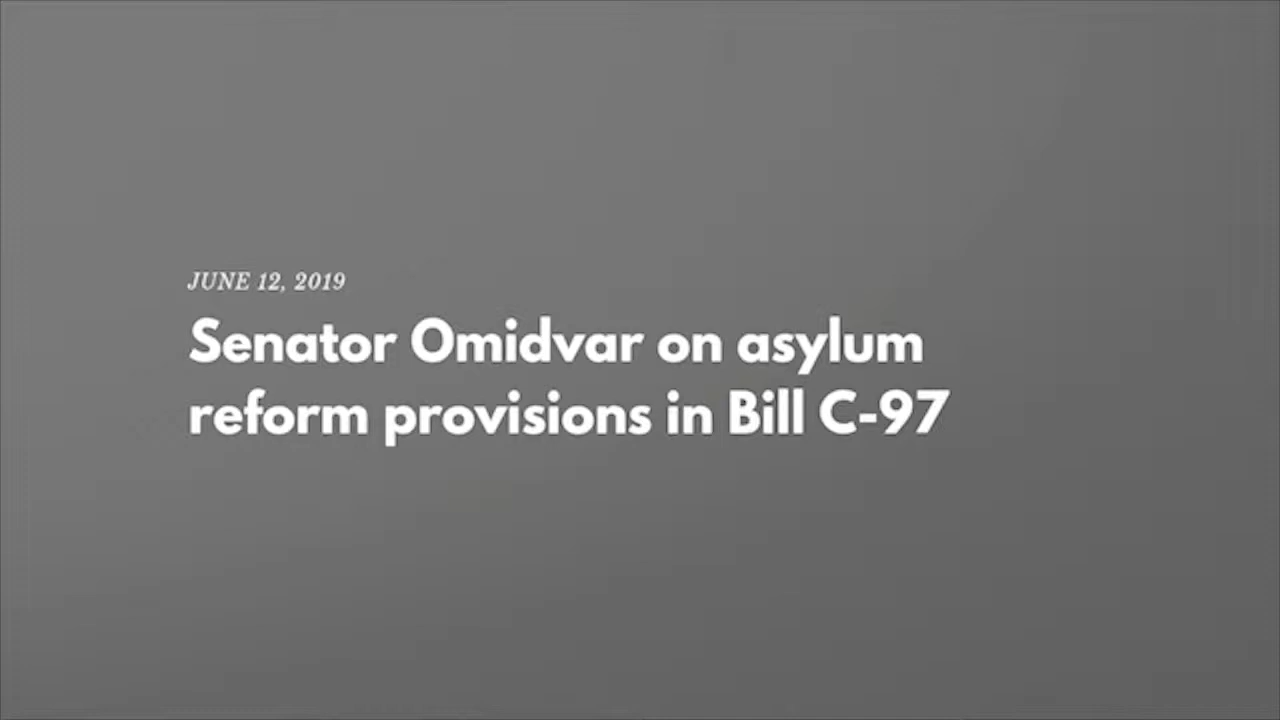 JUNE 12, 2019
Senator Omidvar on asylum
reform provisions in Bill C-97